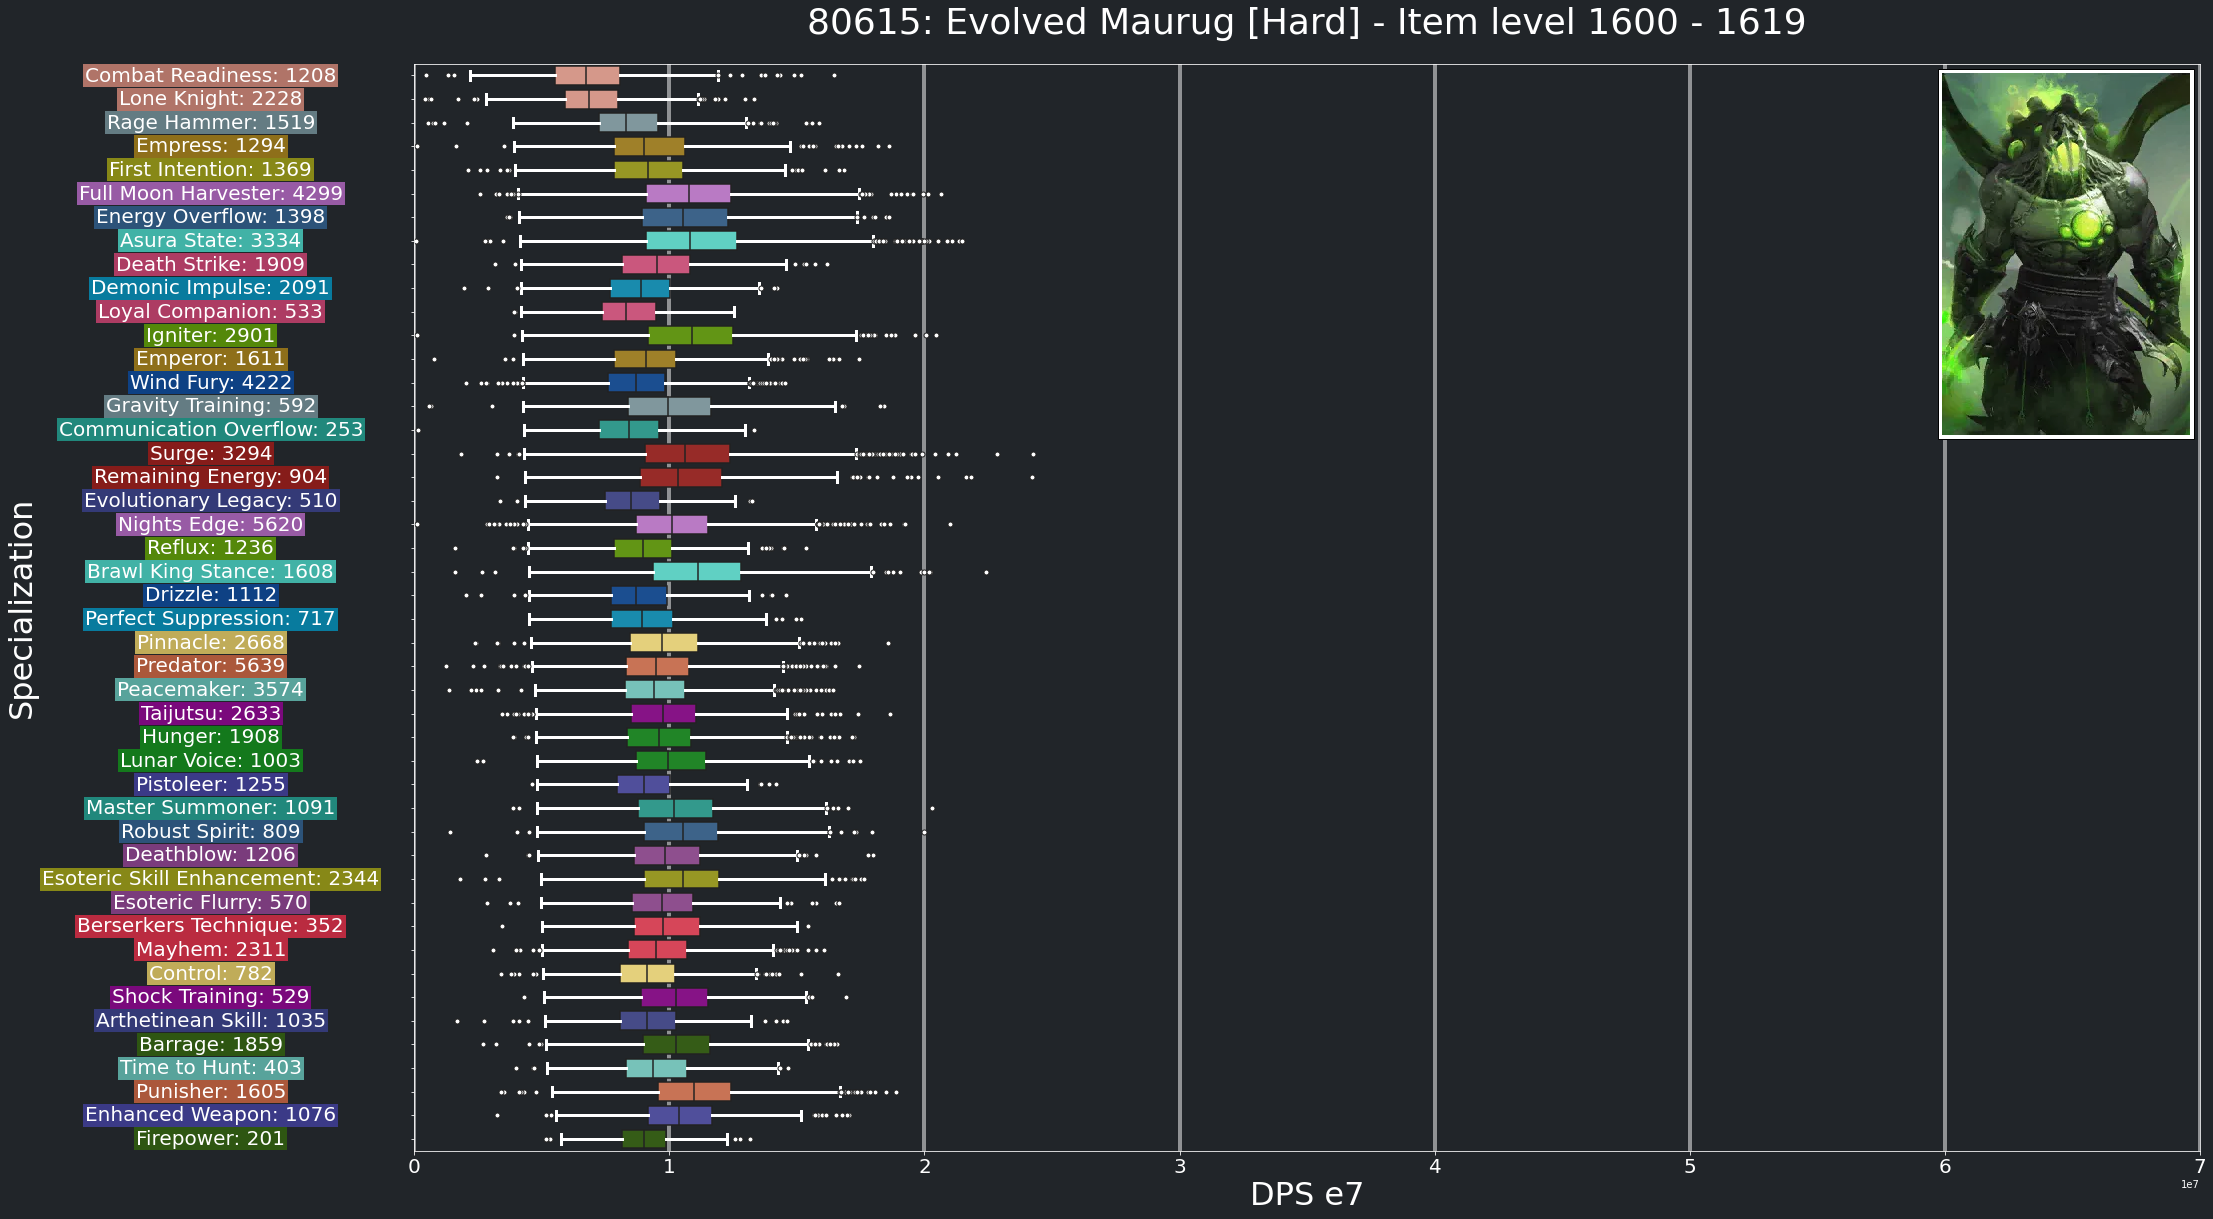 80615: Evolved Maurug [Hard] - Item level 1600 - 1619
Combat Readiness: 1208
Lone Knight: 2228
Rage Hammer: 1519
Empress: 1294
First Intention: 1369
Full Moon Harvester: 4299
Energy Overflow: 1398
Asura State: 3334
Death Strike: 1909
Demonic Impulse: 2091
Loyal Companion: 533
Igniter: 2901
Emperor: 1611
Wind Fury: 4222
Gravity Training: 592
Communication Overflow: 253
Surge: 3294
Remaining Energy: 904
Evolutionary Legacy: 510
Nights Edge: 5620
Reflux: 1236
Brawl King Stance: 1608
Drizzle: 1112
Perfect Suppression: 717
Pinnacle: 2668
Predator: 5639
Peacemaker: 3574
Taijutsu: 2633
Hunger: 1908
Lunar Voice: 1003
Pistoleer: 1255
Master Summoner: 1091
Robust Spirit: 809
Deathblow: 1206
Esoteric Skill Enhancement: 2344
Esoteric Flurry: 570
Berserkers Technique: 352
Mayhem: 2311
Control: 782
Shock Training: 529
Arthetinean Skill: 1035
Barrage: 1859
Time to Hunt: 403
Punisher: 1605
Enhanced Weapon: 1076
Firepower: 201
Specialization
0 1 2 3 4 5 6 7
1e7
DPS e7